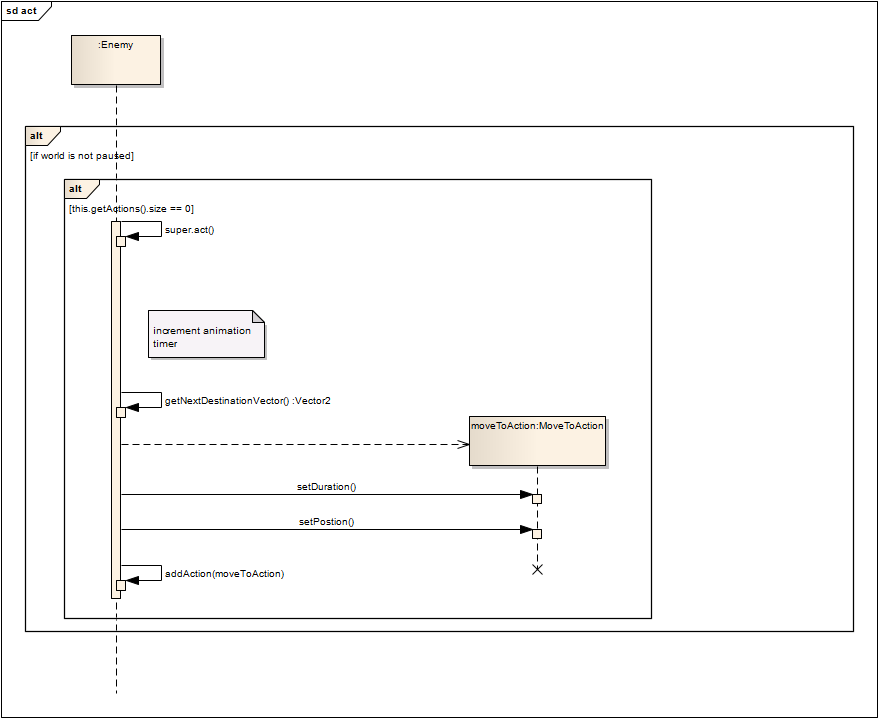 sd act
:Enemy
alt
[if world is not paused]
alt
[this.getActions().size == 0]
super.act()
increment animation
timer
getNextDestinationVector() :Vector2
moveToAction:MoveToAction
setDuration()
setPostion()
addAction(moveToAction)